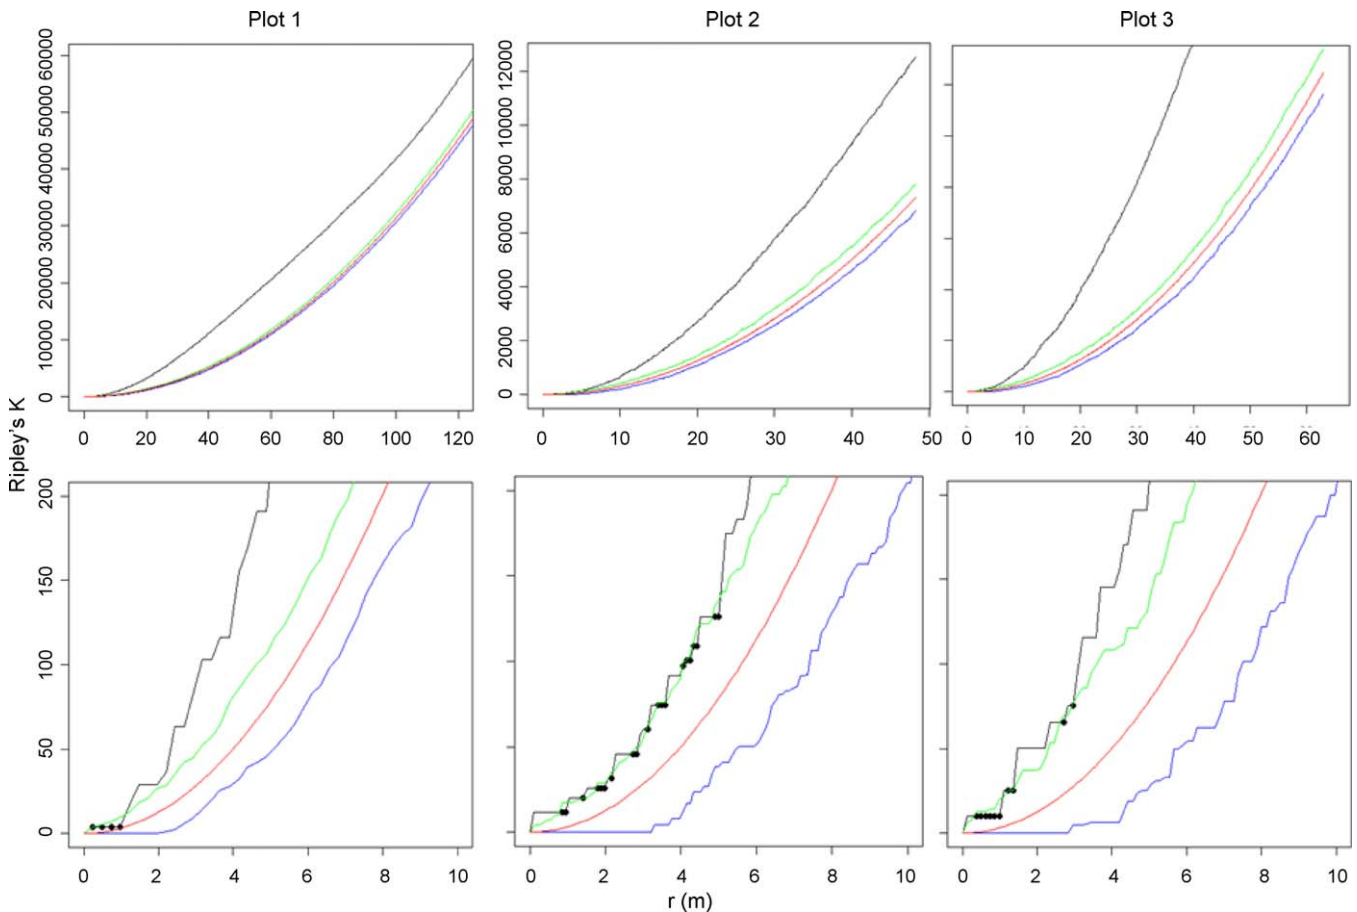 Plot 1
Plot 2
Plot 3
Ripley's K
0 10000 20000 30000 40000 50000 60000
0 20 40 60 80 100 120
0 2000 4000 6000 8000 10000 12000
0 10 20 30 40 50
0 10 20 30 40 50 60
0 50 100 150 200
0 2 4 6 8 10
0 2 4 6 8 10
0 2 4 6 8 10
r (m)